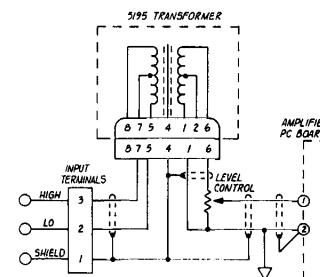 5195 TRANSFORMER
8 7 5 4 1 2 6
8 7 5 4 1 6
AMPLIFIE
PC BOAR
INPUT
TERMINALS
LEVEL
CONTROL
HIGH 3
LO 2
SHIELD 1
1
2